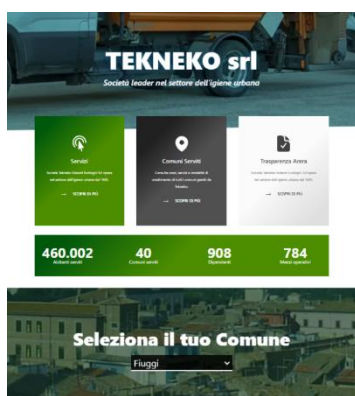 TEKNEKO srl
Società leader nel settore dell'igiene urbana
Servizi
SCOPRI DI PIÙ
Comuni Serviti
SCOPRI DI PIÙ
Trasparenza Arera
SCOPRI DI PIÙ
460.002
Abitanti serviti
40
Comuni serviti
908
Dipendenti
784
Mezzi operativi
Seleziona il tuo Comune
Fiuggi